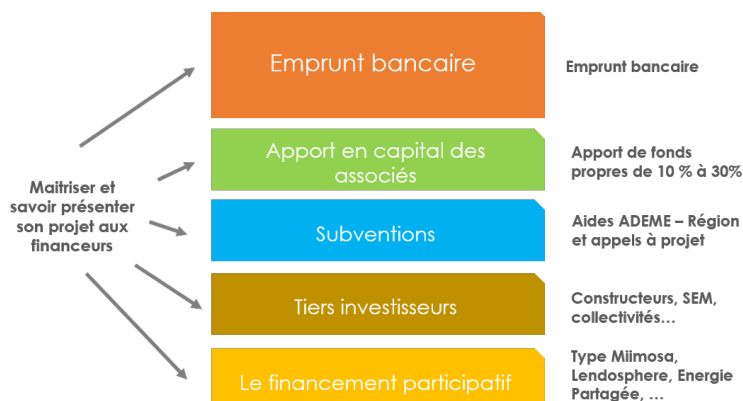 Emprunt bancaire
Emprunt bancaire
Apport en capital des
associés
Apport de fonds
propres de 10 % à 30%
Maitriser et
savoir présenter
son projet aux
financeurs
Subventions
Aides ADEME – Région
et appels à projet
Tiers investisseurs
Constructeurs, SEM,
collectivités…
Le financement participatif
Type Miimosa,
Lendosphere, Energie
Partagée, …